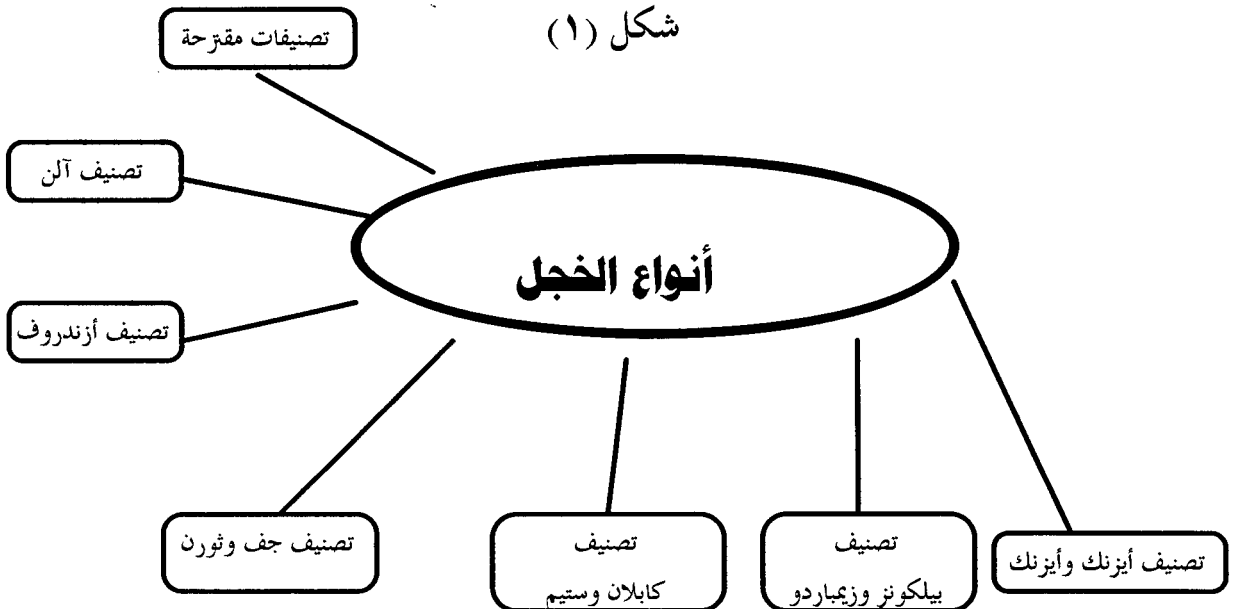 شكل (١)
تصنيفات مقترحة
تصنيف آلن
أنواع الخجل
تصنيف أزندروف
تصنيف جف وثورن
تصنيف
كابلان وستيم
تصنيف
بيلكونز وزيمباردو
تصنيف أيزنك وأيزنك